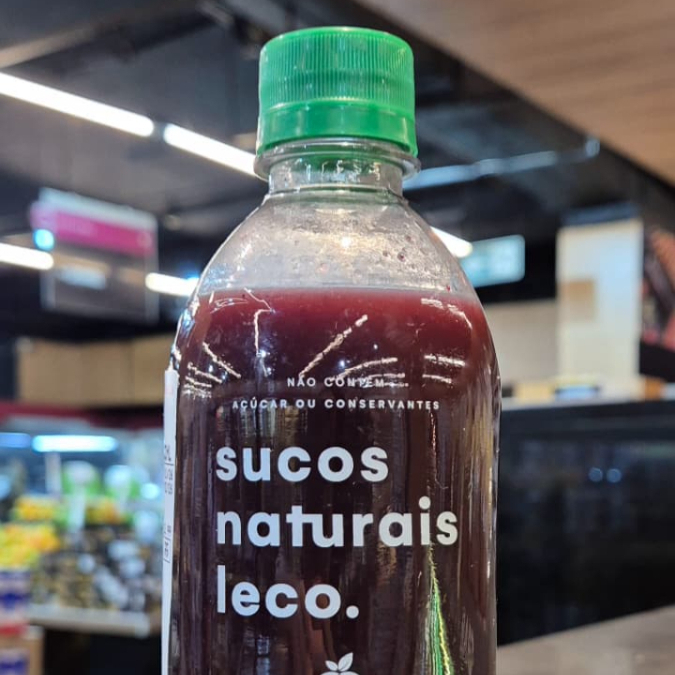 NÃO CONTÉM
AÇÚCAR OU CONSERVANTES
sucos
naturais
leco.